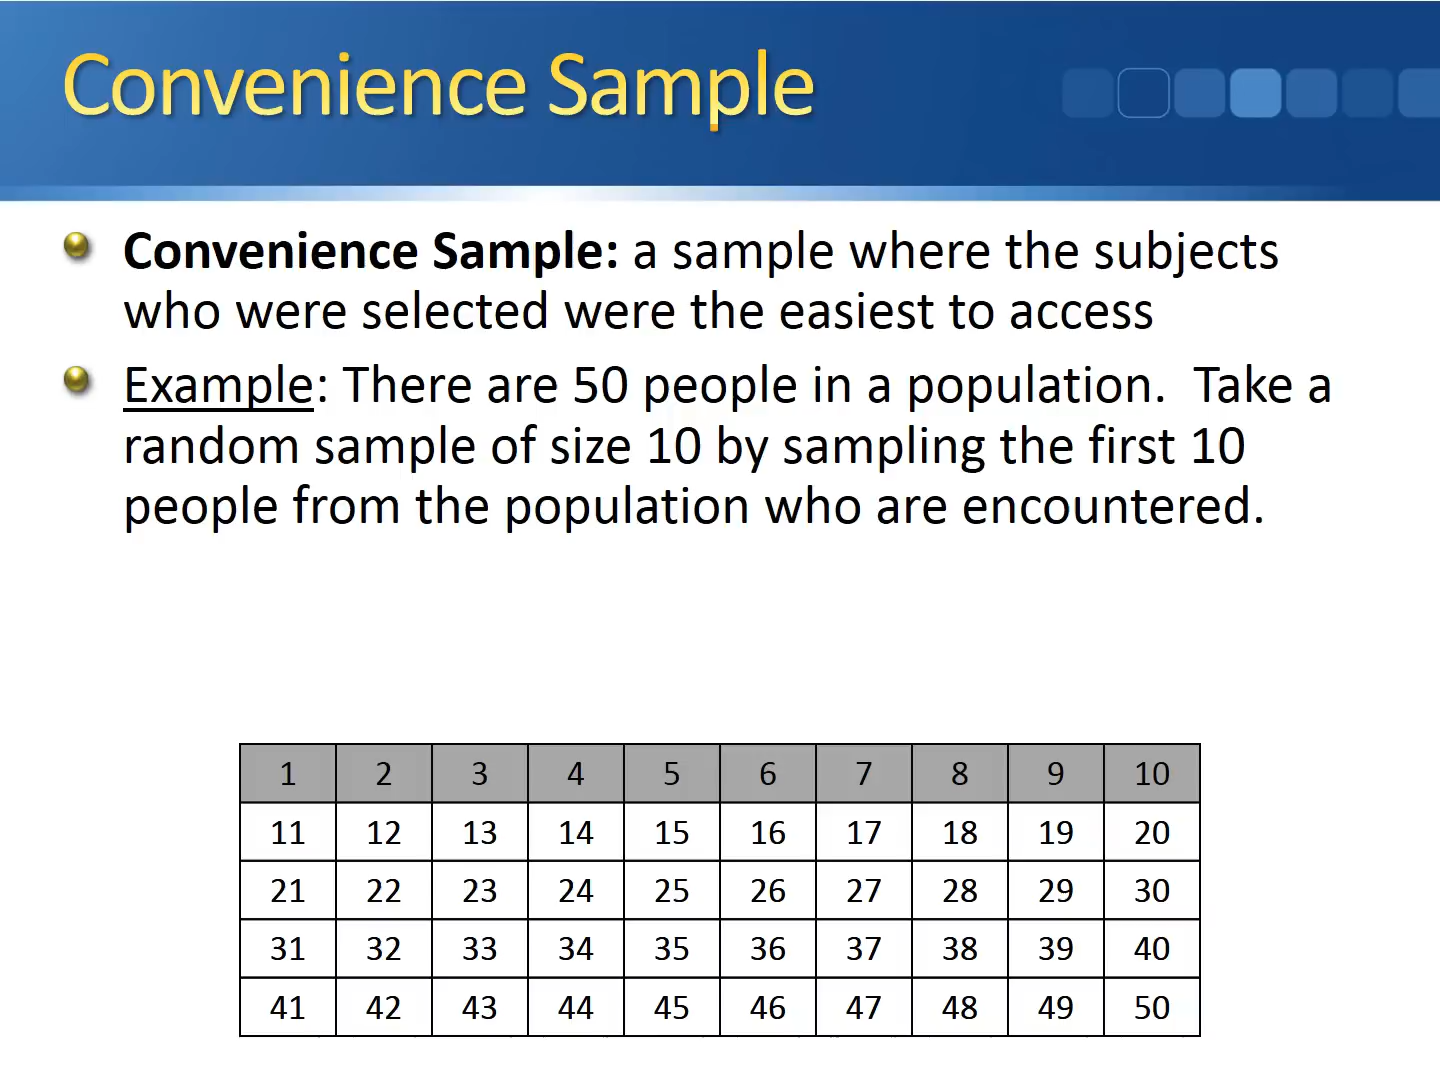 Convenience Sample
Convenience Sample: a sample where the subjects
who were selected were the easiest to access
Example: There are 50 people in a population.  Take a
random sample of size 10 by sampling the first 10
people from the population who are encountered.
1 2 3 4 5 6 7 8 9 10
11 12 13 14 15 16 17 18 19 20
21 22 23 24 25 26 27 28 29 30
31 32 33 34 35 36 37 38 39 40
41 42 43 44 45 46 47 48 49 50